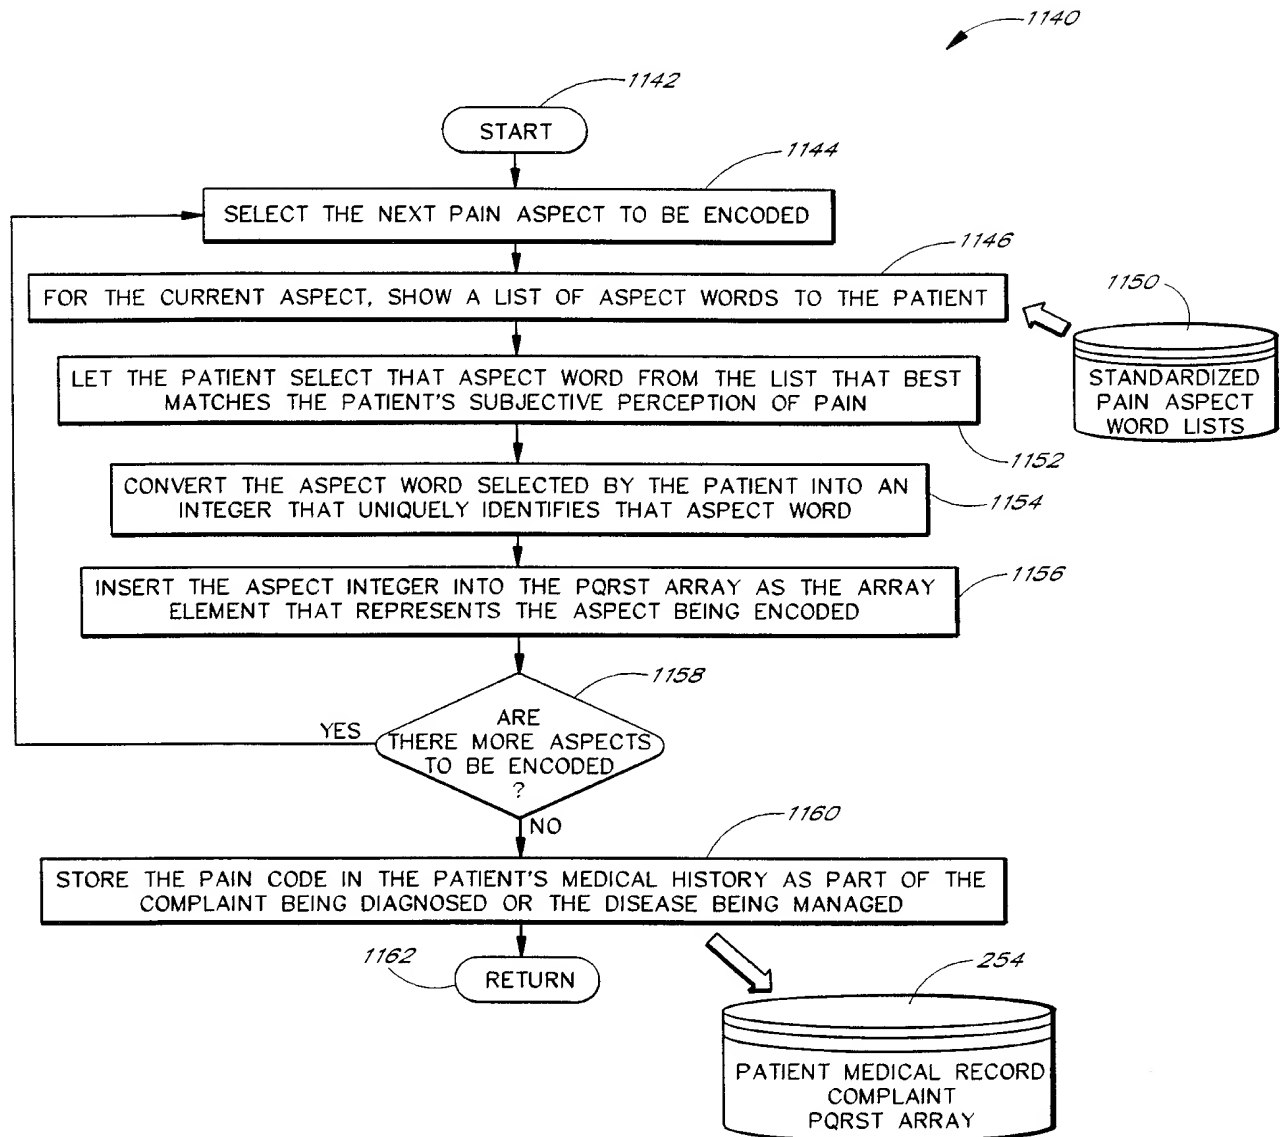 1140
1142
START
1144
SELECT THE NEXT PAIN ASPECT TO BE ENCODED
1146
FOR THE CURRENT ASPECT, SHOW A LIST OF ASPECT WORDS TO THE PATIENT
1150
STANDARDIZED
PAIN ASPECT
WORD LISTS
LET THE PATIENT SELECT THAT ASPECT WORD FROM THE LIST THAT BEST
MATCHES THE PATIENT'S SUBJECTIVE PERCEPTION OF PAIN
1152
CONVERT THE ASPECT WORD SELECTED BY THE PATIENT INTO AN
INTEGER THAT UNIQUELY IDENTIFIES THAT ASPECT WORD
1154
INSERT THE ASPECT INTEGER INTO THE PQRST ARRAY AS THE ARRAY
ELEMENT THAT REPRESENTS THE ASPECT BEING ENCODED
1156
1158
ARE
THERE MORE ASPECTS
TO BE ENCODED
?
YES
NO
1160
STORE THE PAIN CODE IN THE PATIENT'S MEDICAL HISTORY AS PART OF THE
COMPLAINT BEING DIAGNOSED OR THE DISEASE BEING MANAGED
1162
RETURN
254
PATIENT MEDICAL RECORD
COMPLAINT
PQRST ARRAY